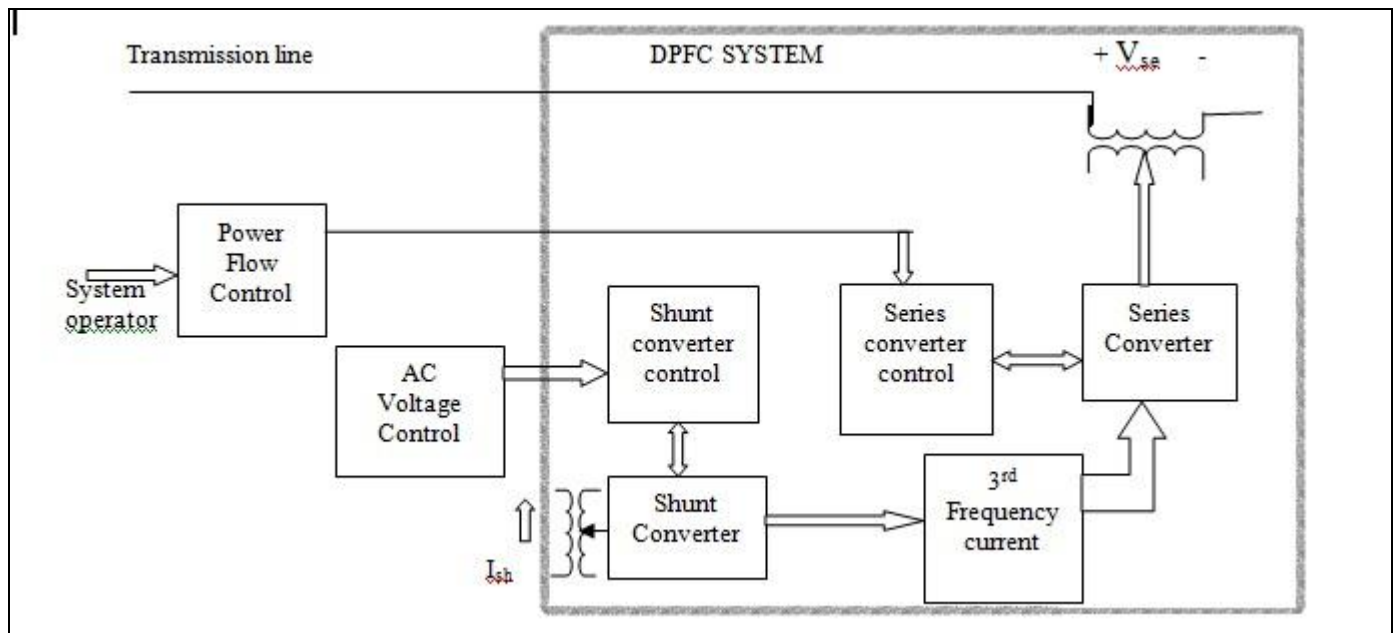 Transmission line
DPFC SYSTEM
+ Vse -
Power
Flow
Control
System
operator
Shunt
converter
control
Series
converter
control
Series
Converter
AC
Voltage
Control
Shunt
Converter
3rd
Frequency
current
Ish